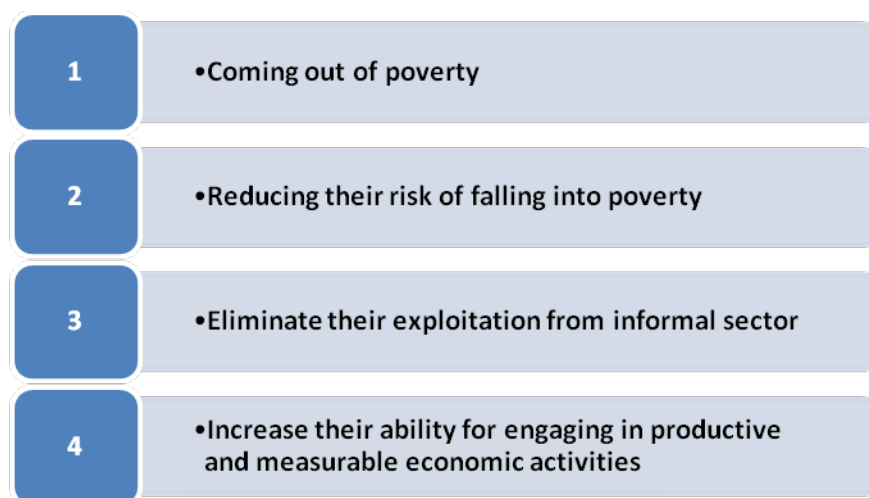 1
•Coming out of poverty
2
•Reducing their risk of falling into poverty
3
•Eliminate their exploitation from informal sector
4
•Increase their ability for engaging in productive
and measurable economic activities